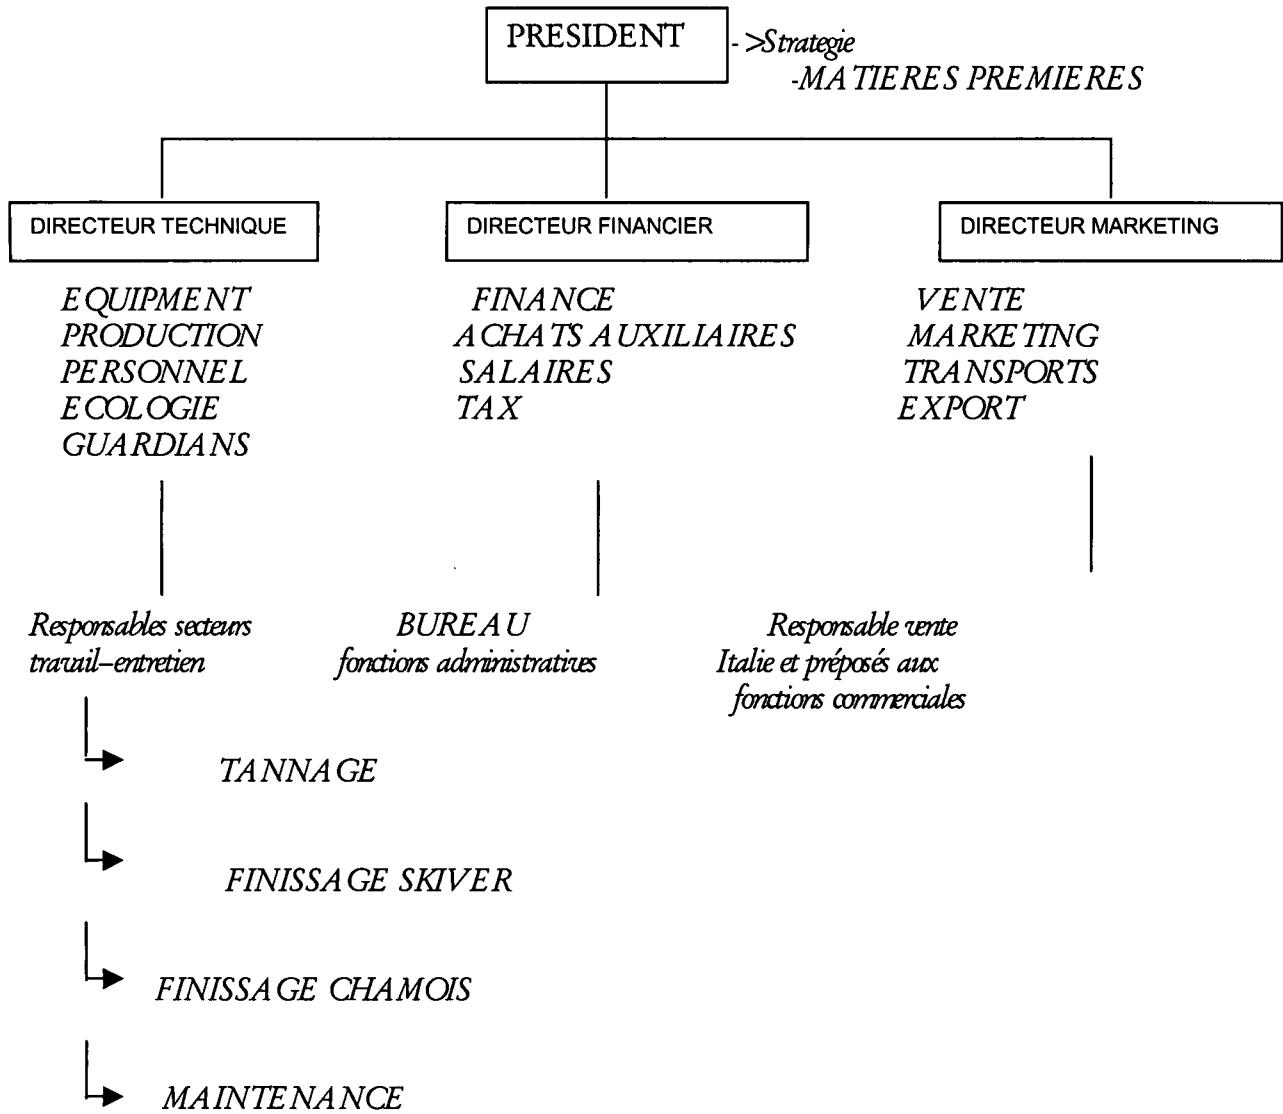 PRESIDENT
- >Strategie
-MATIERES PREMIERES
DIRECTEUR TECHNIQUE
DIRECTEUR FINANCIER
DIRECTEUR MARKETING
EQUIPMENT
PRODUCTION
PERSONNEL
ECOLOGIE
GUARDIANS
FINANCE
ACHATS AUXILIAIRES
SALAIRES
TAX
VENTE
MARKETING
TRANSPORTS
EXPORT
Responsables secteurs
travail–entretien
BUREAU
fonctions administratives
Responsable vente
Italie et préposés aux
fonctions commerciales
TANNAGE
FINISSAGE SKIVER
FINISSAGE CHAMOIS
MAINTENANCE